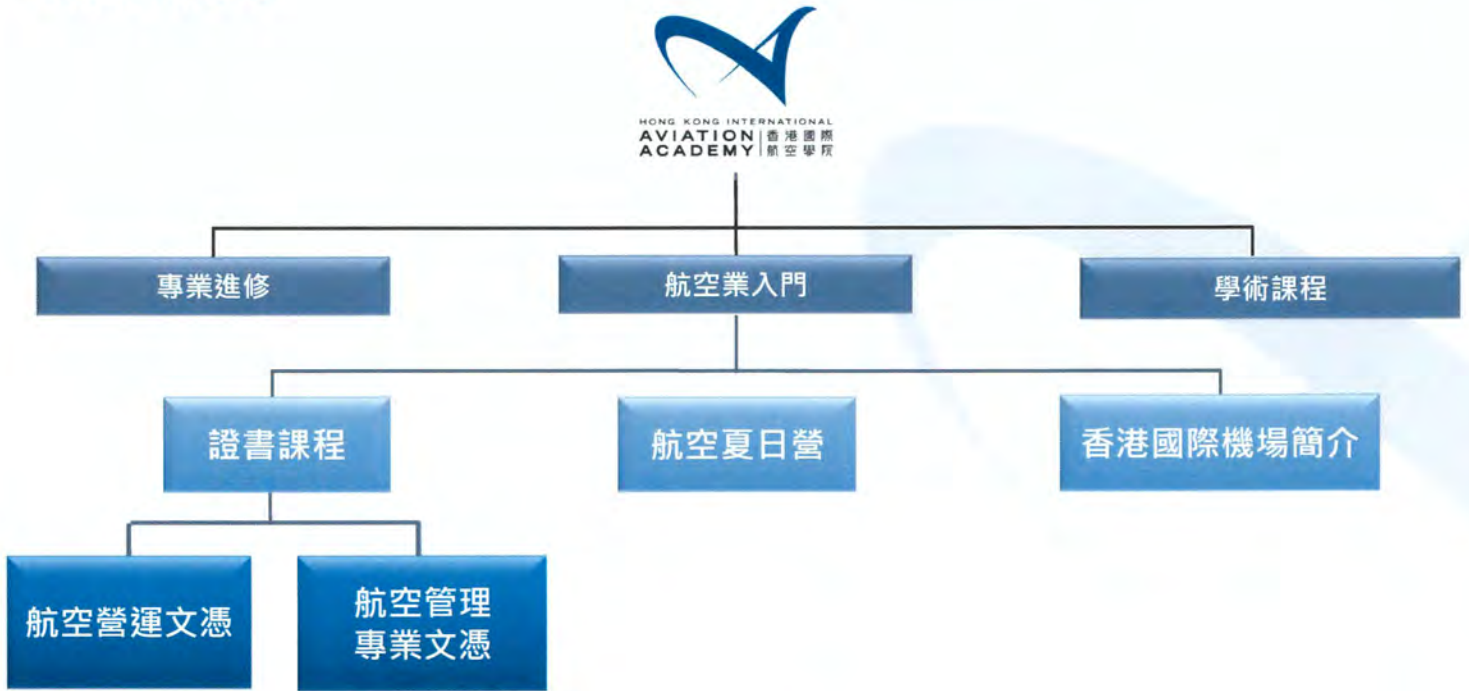 HONG KONG INTERNATIONAL
AVIATION 香港國際
ACADEMY 航空學院
專業進修
航空業入門
學術課程
證書課程
航空夏日營
香港國際機場簡介
航空營運文憑
航空管理
專業文憑